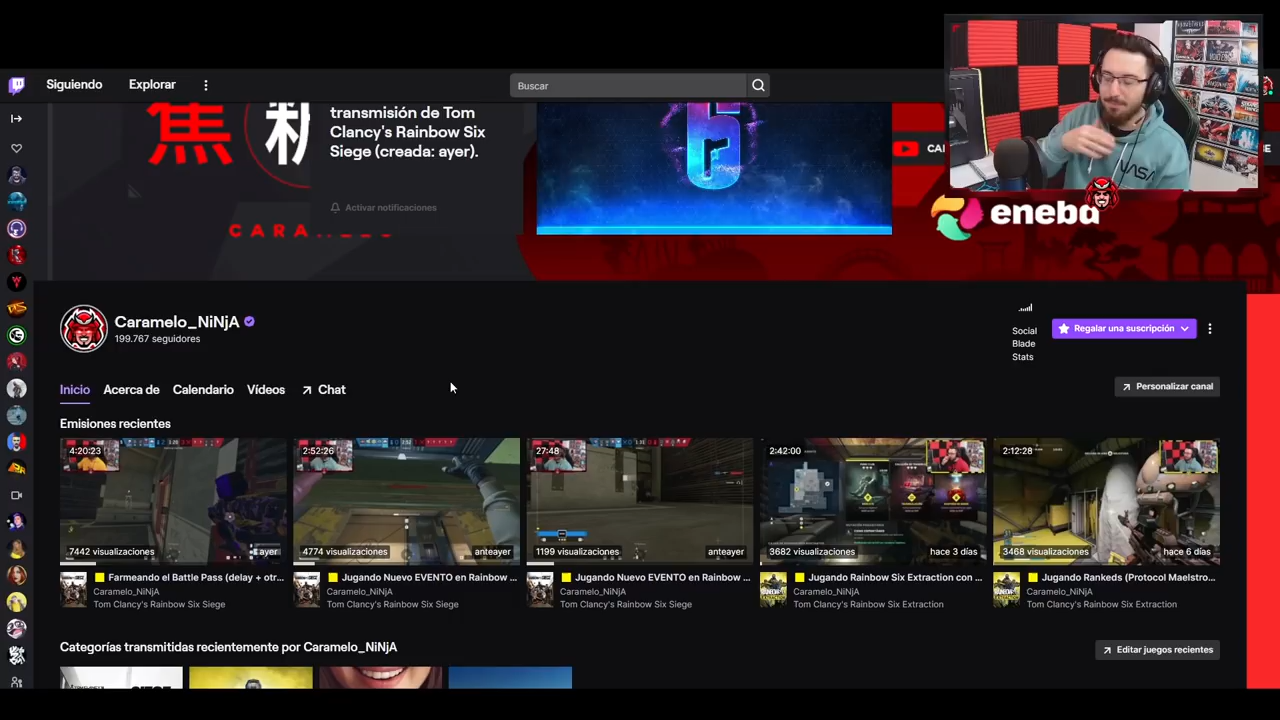 Siguiendo
Explorar
Buscar
焦
transmisión de Tom
Clancy's Rainbow Six
Siege (creada: ayer).
Activar notificaciones
6
NASA
eneba
Caramelo_NiNjA
199.767 seguidores
Social
Blade
Stats
Regalar una suscripción
Inicio
Acerca de
Calendario
Vídeos
Chat
Personalizar canal
Emisiones recientes
4:20:23
2:52:26
27:48
2:42:00
2:12:28
7442 visualizaciones
ayer
4774 visualizaciones
anteayer
1199 visualizaciones
anteayer
3682 visualizaciones
hace 3 días
3468 visualizaciones
hace 6 días
Farmeando el Battle Pass (delay + otr...
Caramelo_NiNjA
Tom Clancy's Rainbow Six Siege
Jugando Nuevo EVENTO en Rainbow ...
Caramelo_NiNjA
Tom Clancy's Rainbow Six Siege
Jugando Nuevo EVENTO en Rainbow ...
Caramelo_NiNjA
Tom Clancy's Rainbow Six Siege
Jugando Rainbow Six Extraction con ...
Caramelo_NiNjA
Tom Clancy's Rainbow Six Extraction
Jugando Rankeds (Protocol Maelstro...
Caramelo_NiNjA
Tom Clancy's Rainbow Six Extraction
Categorías transmitidas recientemente por Caramelo_NiNjA
Editar juegos recientes